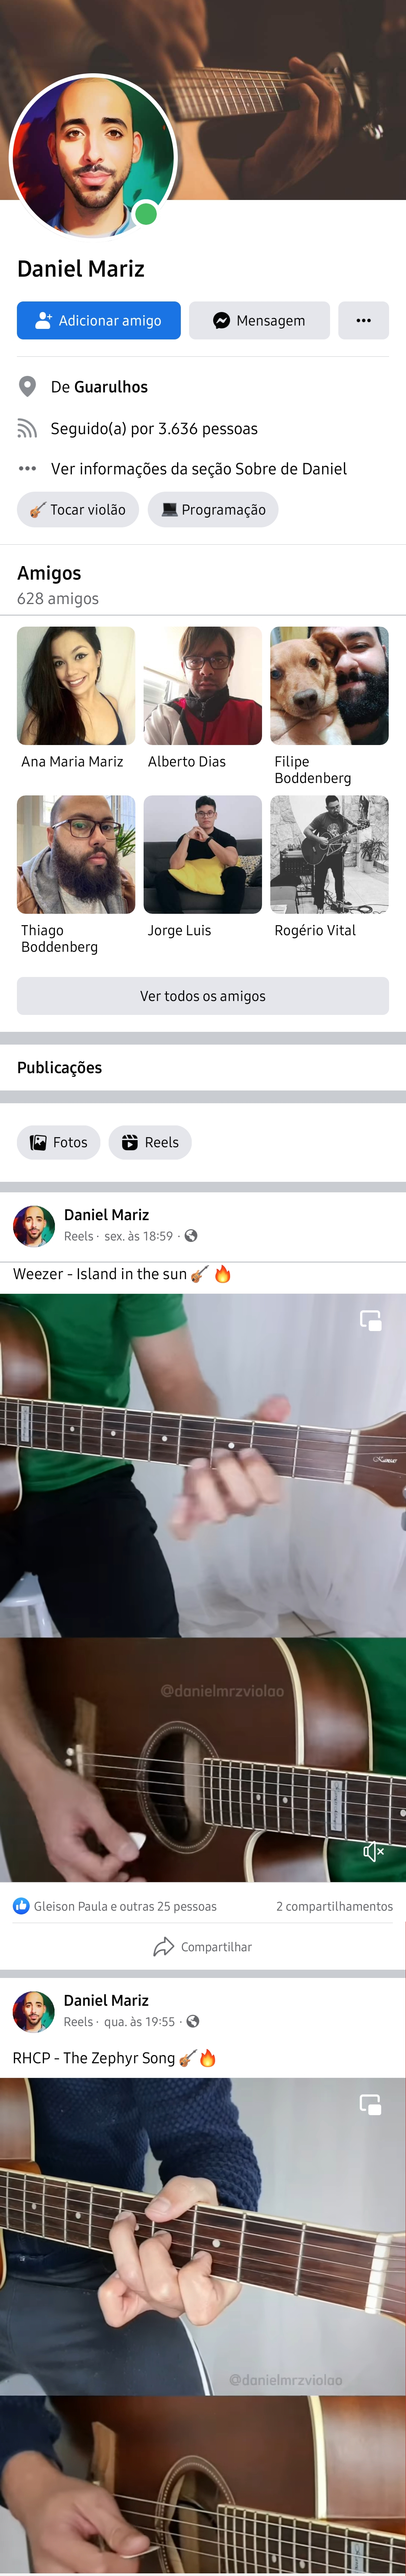 Daniel Mariz
Adicionar amigo
Mensagem
De Guarulhos
Seguido(a) por 3.636 pessoas
Ver informações da seção Sobre de Daniel
Tocar violão
Programação
Amigos
628 amigos
Ana Maria Mariz
Alberto Dias
Filipe
Boddenberg
Thiago
Boddenberg
Jorge Luis
Rogério Vital
Ver todos os amigos
Publicações
Fotos
Reels
Daniel Mariz
Reels · sex. às 18:59 ·
Weezer - Island in the sun 🎸🔥
@danielmrzviolao
Gleison Paula e outras 25 pessoas
2 compartilhamentos
Compartilhar
Daniel Mariz
Reels · qua. às 19:55 ·
RHCP - The Zephyr Song 🎸🔥
@danielmrzviolao